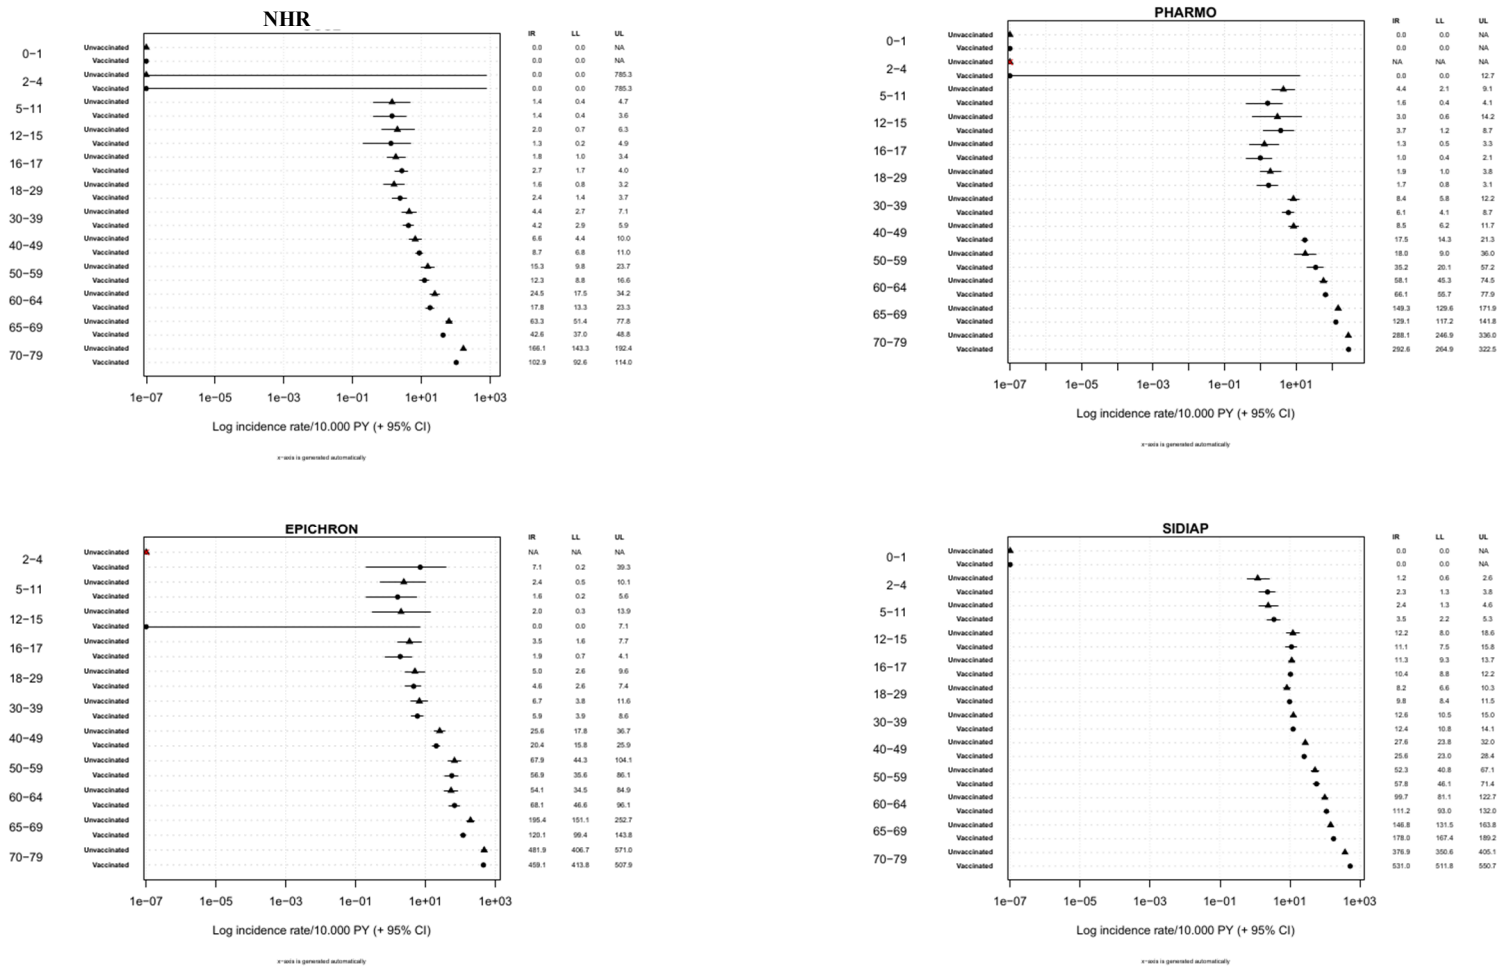 NHR
IR LL UL
0−1
Unvaccinated 0.0 0.0 NA
Vaccinated 0.0 0.0 NA
2−4
Unvaccinated 0.0 0.0 785.3
Vaccinated 0.0 0.0 785.3
5−11
Unvaccinated 1.4 0.4 4.7
Vaccinated 1.4 0.4 3.6
12−15
Unvaccinated 2.0 0.7 6.3
Vaccinated 1.3 0.2 4.9
16−17
Unvaccinated 1.8 1.0 3.4
Vaccinated 2.7 1.7 4.0
18−29
Unvaccinated 1.6 0.8 3.2
Vaccinated 2.4 1.4 3.7
30−39
Unvaccinated 4.4 2.7 7.1
Vaccinated 4.2 2.9 5.9
40−49
Unvaccinated 6.6 4.4 10.0
Vaccinated 8.7 6.8 11.0
50−59
Unvaccinated 15.3 9.8 23.7
Vaccinated 12.3 8.8 16.6
60−64
Unvaccinated 24.5 17.5 34.2
Vaccinated 17.8 13.3 23.3
65−69
Unvaccinated 63.3 51.4 77.8
Vaccinated 42.6 37.0 48.8
70−79
Unvaccinated 166.1 143.3 192.4
Vaccinated 102.9 92.6 114.0
1e−07 1e−05 1e−03 1e−01 1e+01 1e+03
Log incidence rate/10.000 PY (+ 95% CI)
x−axis is generated automatically
PHARMO
IR LL UL
0−1
Unvaccinated 0.0 0.0 NA
Vaccinated 0.0 0.0 NA
2−4
Unvaccinated NA NA NA
Vaccinated 0.0 0.0 12.7
5−11
Unvaccinated 4.4 2.1 9.1
Vaccinated 1.6 0.4 4.1
12−15
Unvaccinated 3.0 0.6 14.2
Vaccinated 3.7 1.2 8.7
16−17
Unvaccinated 1.3 0.5 3.3
Vaccinated 1.0 0.4 2.1
18−29
Unvaccinated 1.9 1.0 3.8
Vaccinated 1.7 0.8 3.1
30−39
Unvaccinated 8.4 5.8 12.2
Vaccinated 6.1 4.1 8.7
40−49
Unvaccinated 8.5 6.2 11.7
Vaccinated 17.5 14.3 21.3
50−59
Unvaccinated 18.0 9.0 36.0
Vaccinated 35.2 20.1 57.2
60−64
Unvaccinated 58.1 45.3 74.5
Vaccinated 66.1 55.7 77.9
65−69
Unvaccinated 149.3 129.6 171.9
Vaccinated 129.1 117.2 141.8
70−79
Unvaccinated 288.1 246.9 336.0
Vaccinated 292.6 264.9 322.5
1e−07 1e−05 1e−03 1e−01 1e+01
Log incidence rate/10.000 PY (+ 95% CI)
x−axis is generated automatically
EPICHRON
IR LL UL
2−4
Unvaccinated NA NA NA
Vaccinated 7.1 0.2 39.3
5−11
Unvaccinated 2.4 0.5 10.1
Vaccinated 1.6 0.2 5.6
12−15
Unvaccinated 2.0 0.3 13.9
Vaccinated 0.0 0.0 7.1
16−17
Unvaccinated 3.5 1.6 7.7
Vaccinated 1.9 0.7 4.1
18−29
Unvaccinated 5.0 2.6 9.6
Vaccinated 4.6 2.6 7.4
30−39
Unvaccinated 6.7 3.8 11.6
Vaccinated 5.9 3.9 8.6
40−49
Unvaccinated 25.6 17.8 36.7
Vaccinated 20.4 15.8 25.9
50−59
Unvaccinated 67.9 44.3 104.1
Vaccinated 56.9 35.6 86.1
60−64
Unvaccinated 54.1 34.5 84.9
Vaccinated 68.1 46.6 96.1
65−69
Unvaccinated 195.4 151.1 252.7
Vaccinated 120.1 99.4 143.8
70−79
Unvaccinated 481.9 406.7 571.0
Vaccinated 459.1 413.8 507.9
1e−07 1e−05 1e−03 1e−01 1e+01 1e+03
Log incidence rate/10.000 PY (+ 95% CI)
x−axis is generated automatically
SIDIAP
IR LL UL
0−1
Unvaccinated 0.0 0.0 NA
Vaccinated 0.0 0.0 NA
2−4
Unvaccinated 1.2 0.6 2.6
Vaccinated 2.3 1.3 3.8
5−11
Unvaccinated 2.4 1.3 4.6
Vaccinated 3.5 2.2 5.3
12−15
Unvaccinated 12.2 8.0 18.6
Vaccinated 11.1 7.5 15.8
16−17
Unvaccinated 11.3 9.3 13.7
Vaccinated 10.4 8.8 12.2
18−29
Unvaccinated 8.2 6.6 10.3
Vaccinated 9.8 8.4 11.5
30−39
Unvaccinated 12.6 10.5 15.0
Vaccinated 12.4 10.8 14.1
40−49
Unvaccinated 27.6 23.8 32.0
Vaccinated 25.6 23.0 28.4
50−59
Unvaccinated 52.3 40.8 67.1
Vaccinated 57.8 46.1 71.4
60−64
Unvaccinated 99.7 81.1 122.7
Vaccinated 111.2 93.0 132.0
65−69
Unvaccinated 146.8 131.5 163.8
Vaccinated 178.0 167.4 189.2
70−79
Unvaccinated 376.9 350.6 405.1
Vaccinated 531.0 511.8 550.7
1e−07 1e−05 1e−03 1e−01 1e+01 1e+03
Log incidence rate/10.000 PY (+ 95% CI)
x−axis is generated automatically